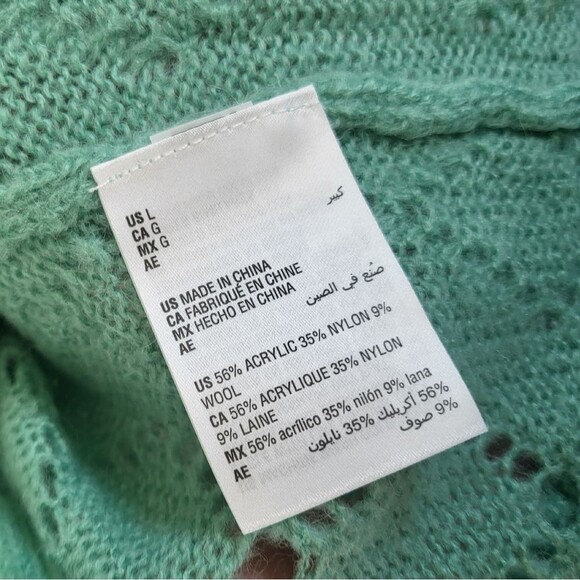 US L
CA G
MX G
AE كبير
US MADE IN CHINA
CA FABRIQUÉ EN CHINE
MX HECHO EN CHINA
AE صُنع في الصين
US 56% ACRYLIC 35% NYLON 9%
WOOL
CA 56% ACRYLIQUE 35% NYLON
9% LAINE
MX 56% acrílico 35% nilón 9% lana
AE 56% أكريليك 35% نايلون
9% صوف